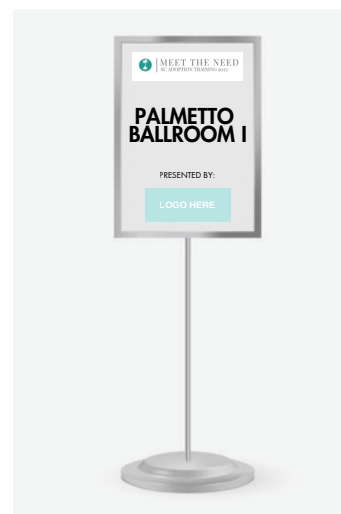 MEET THE NEED
SC ADOPTION TRAINING 2023
PALMETTO
BALLROOM I
PRESENTED BY:
LOGO HERE